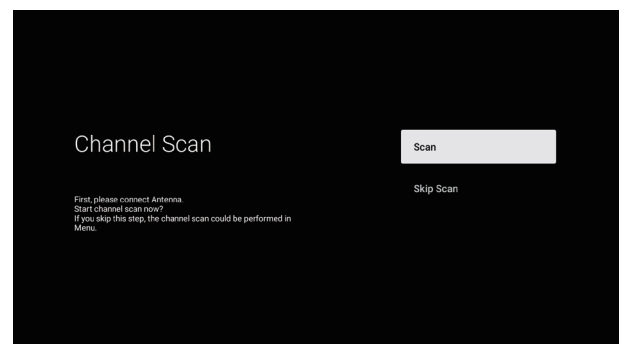 Channel Scan
First, please connect Antenna.
Start channel scan now?
If you skip this step, the channel scan could be performed in
Menu.
Scan
Skip Scan